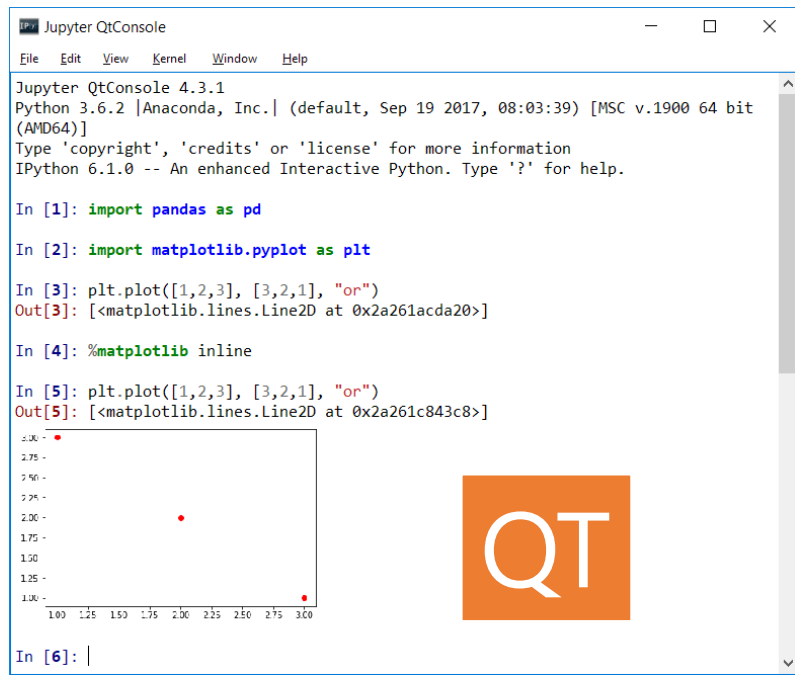 IP[y]: Jupyter QtConsole
File Edit View Kernel Window Help
Jupyter QtConsole 4.3.1
Python 3.6.2 |Anaconda, Inc.| (default, Sep 19 2017, 08:03:39) [MSC v.1900 64 bit
(AMD64)]
Type 'copyright', 'credits' or 'license' for more information
IPython 6.1.0 -- An enhanced Interactive Python. Type '?' for help.
In [1]: import pandas as pd
In [2]: import matplotlib.pyplot as plt
In [3]: plt.plot([1,2,3], [3,2,1], "or")
Out[3]: [<matplotlib.lines.Line2D at 0x2a261acda20>]
In [4]: %matplotlib inline
In [5]: plt.plot([1,2,3], [3,2,1], "or")
Out[5]: [<matplotlib.lines.Line2D at 0x2a261c843c8>]
3.00
2.75
2.50
2.25
2.00
1.75
1.50
1.25
1.00
1.00 1.25 1.50 1.75 2.00 2.25 2.50 2.75 3.00
QT
In [6]: